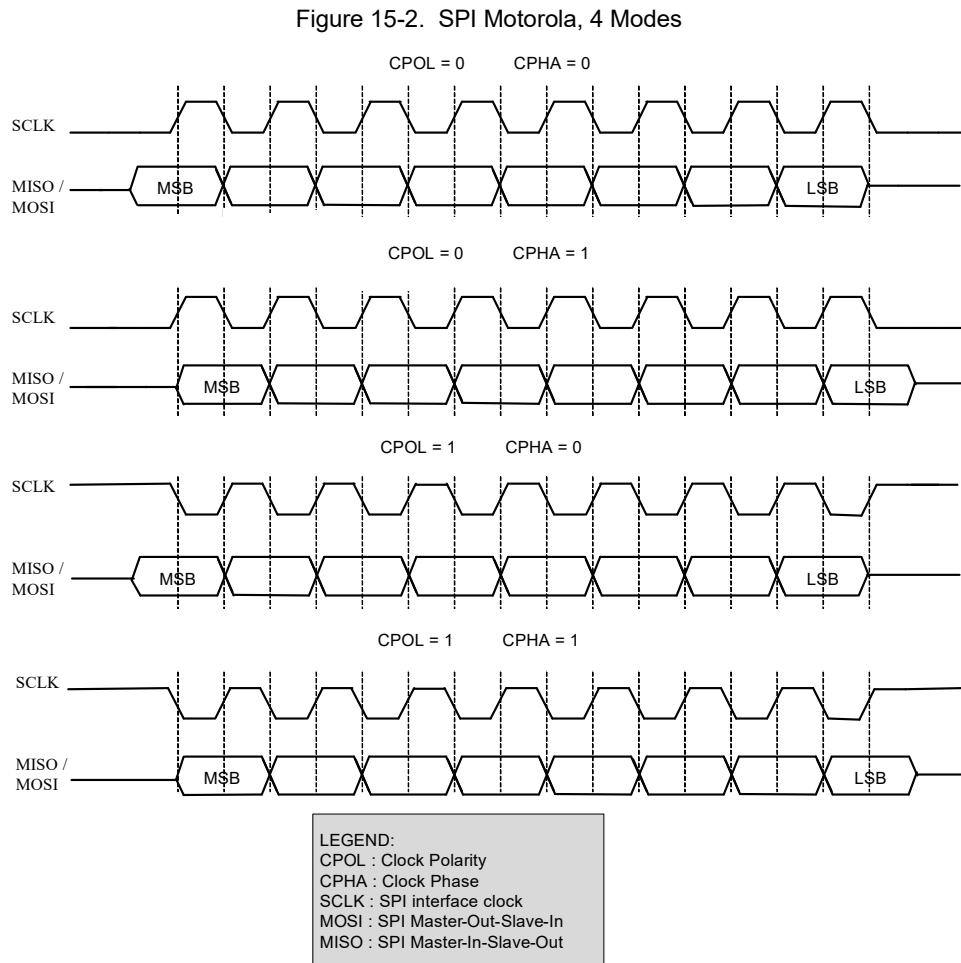 Figure 15-2. SPI Motorola, 4 Modes
CPOL = 0 CPHA = 0
SCLK
MISO /
MOSI
MSB LSB
CPOL = 0 CPHA = 1
SCLK
MISO /
MOSI
MSB LSB
CPOL = 1 CPHA = 0
SCLK
MISO /
MOSI
MSB LSB
CPOL = 1 CPHA = 1
SCLK
MISO /
MOSI
MSB LSB
LEGEND:
CPOL : Clock Polarity
CPHA : Clock Phase
SCLK : SPI interface clock
MOSI : SPI Master-Out-Slave-In
MISO : SPI Master-In-Slave-Out